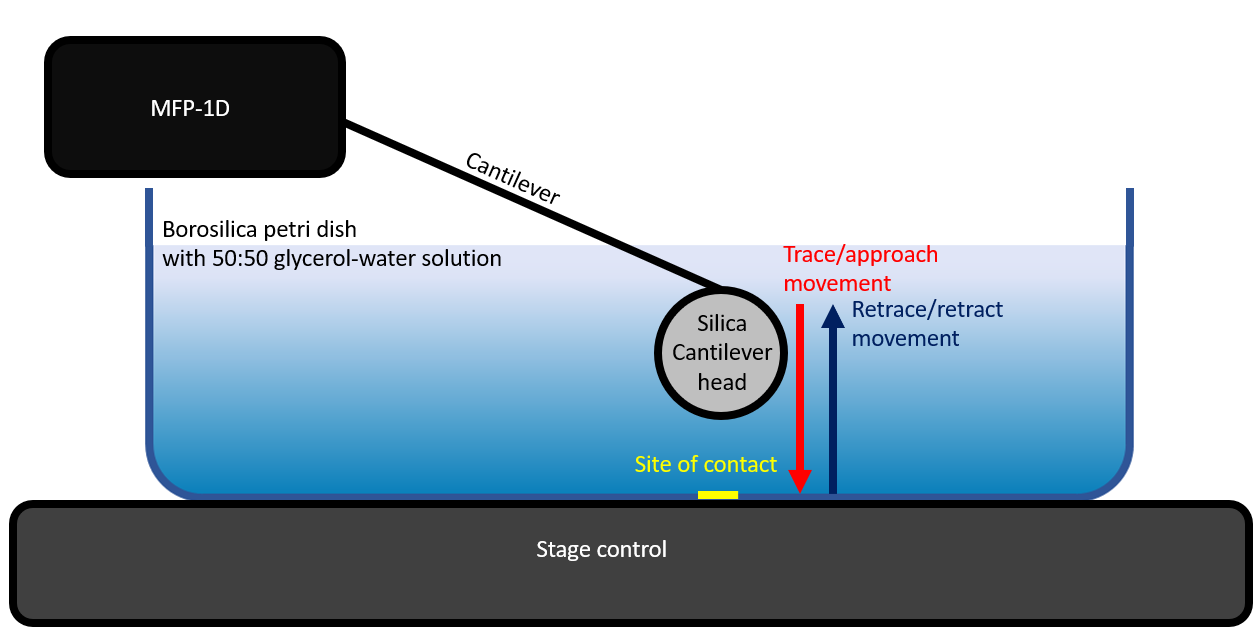 MFP-1D
Cantilever
Borosilica petri dish
with 50:50 glycerol-water solution
Trace/approach
movement
Retrace/retract
movement
Silica
Cantilever
head
Site of contact
Stage control